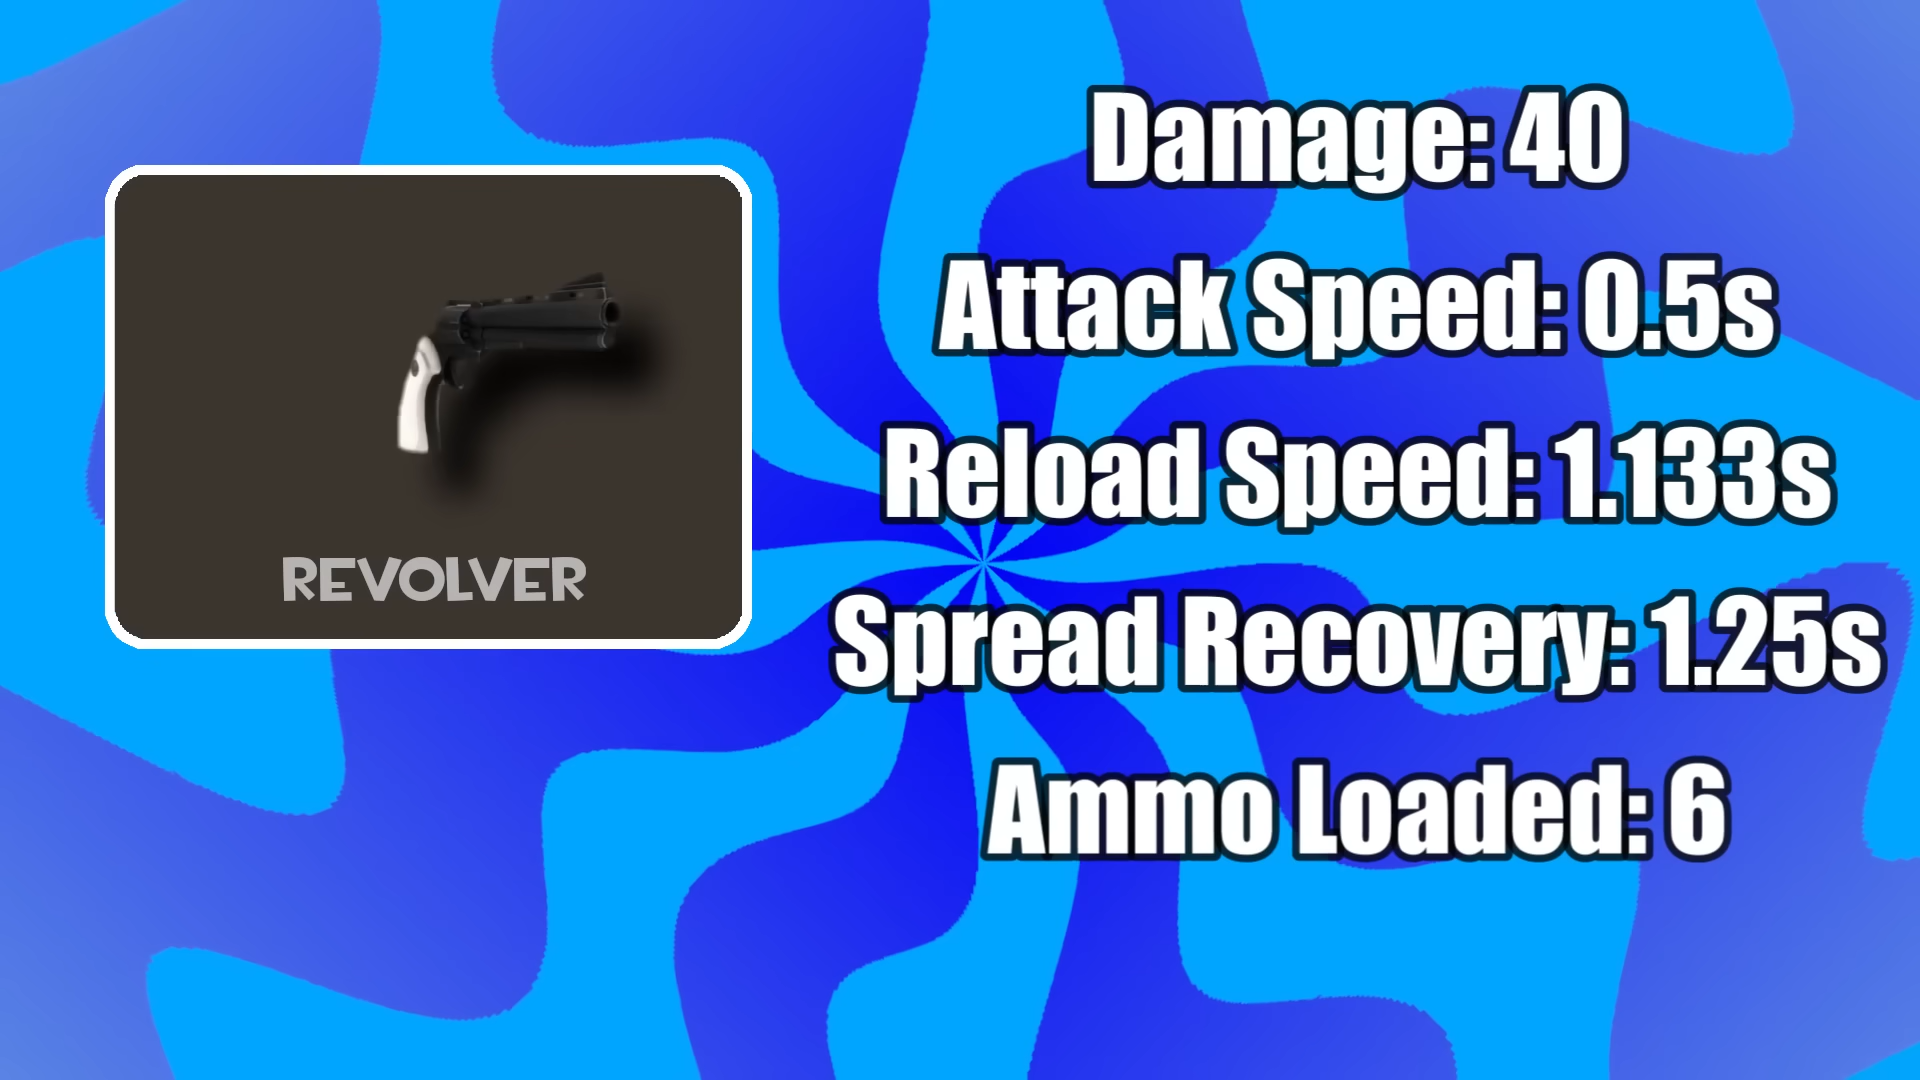 REVOLVER
Damage: 40
Attack Speed: 0.5s
Reload Speed: 1.133s
Spread Recovery: 1.25s
Ammo Loaded: 6